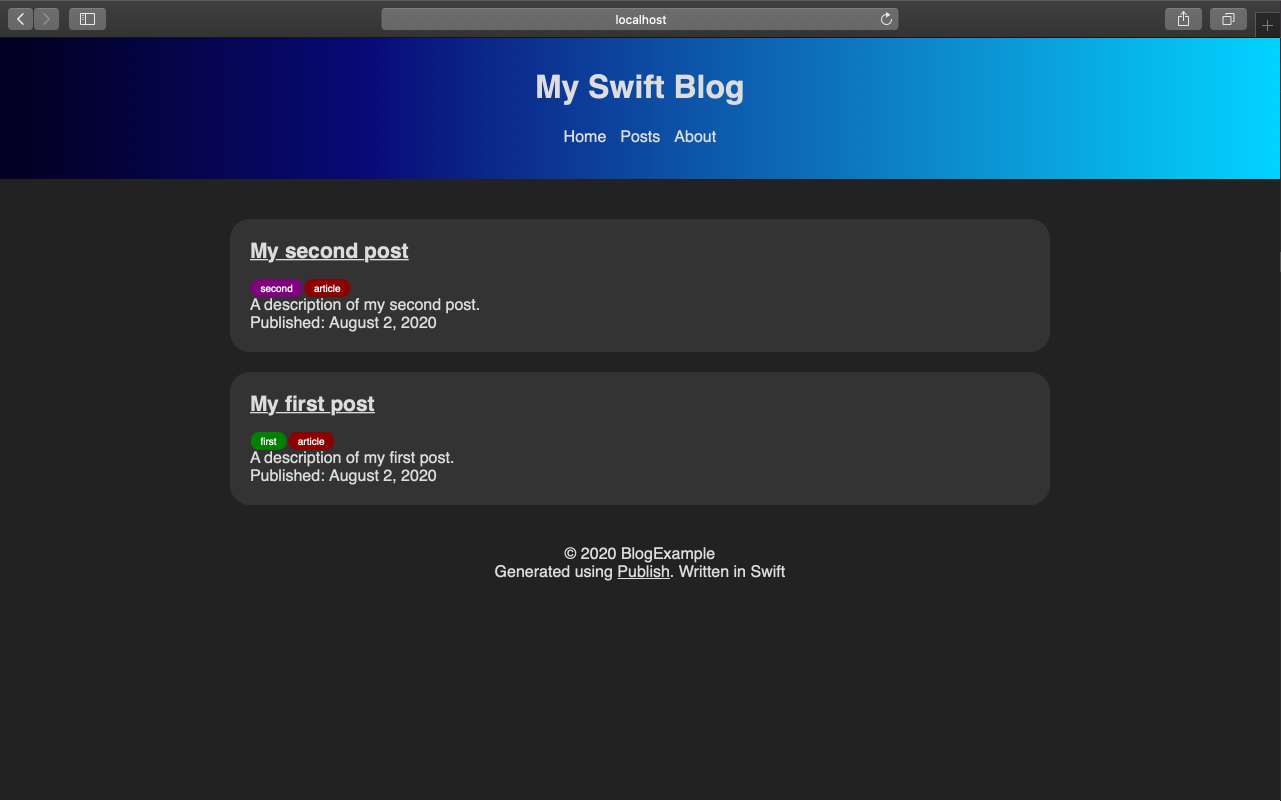 localhost
My Swift Blog
Home Posts About
My second post
second article
A description of my second post.
Published: August 2, 2020
My first post
first article
A description of my first post.
Published: August 2, 2020
© 2020 BlogExample
Generated using Publish. Written in Swift